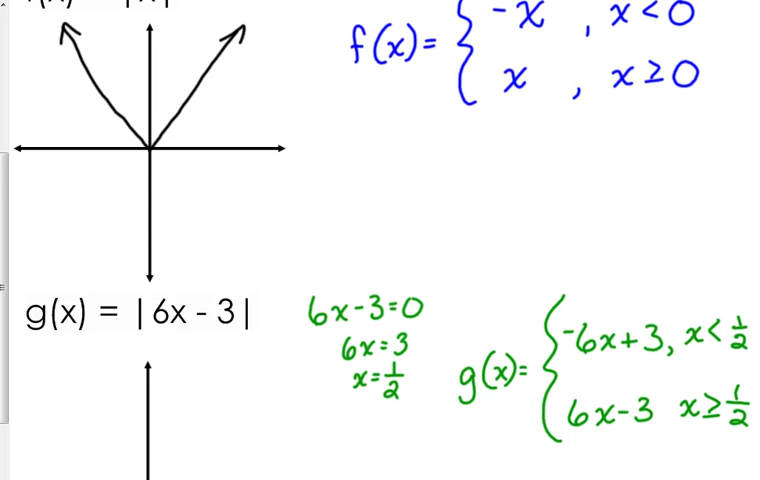 f(x) = |x|
f(x)= { -x , x<0
x , x≥0
g(x) = |6x - 3|
6x-3=0
6x=3
x=1/2
g(x)= { -6x+3, x<1/2
6x-3 x≥1/2